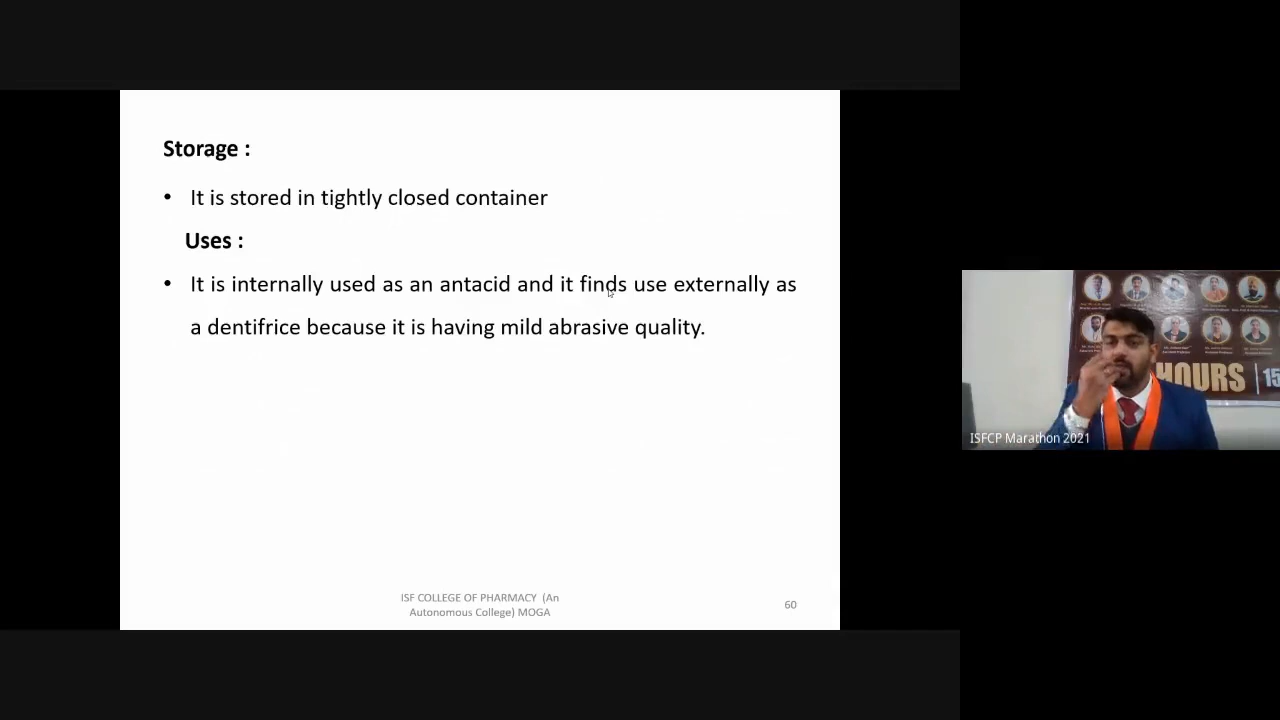 Storage :
• It is stored in tightly closed container
Uses :
• It is internally used as an antacid and it finds use externally as
a dentifrice because it is having mild abrasive quality.
ISF COLLEGE OF PHARMACY (An
Autonomous College) MOGA
60
HOURS | 15
ISFCP Marathon 2021